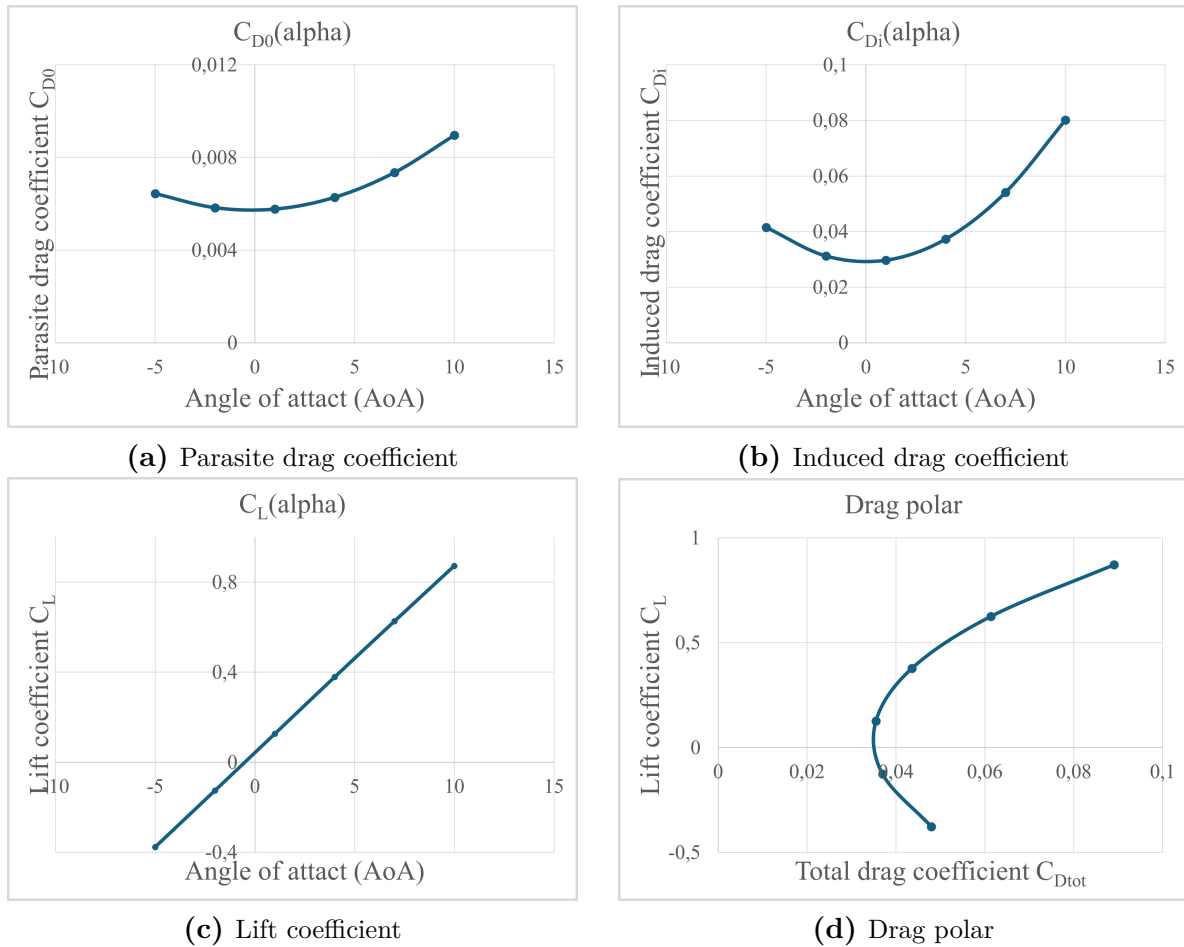 C_D0(alpha)
Parasite drag coefficient C_D0
0,012
0,008
0,004
0
-10 -5 0 5 10 15
Angle of attact (AoA)
(a) Parasite drag coefficient
C_Di(alpha)
Induced drag coefficient C_Di
0,1
0,08
0,06
0,04
0,02
0
-10 -5 0 5 10 15
Angle of attact (AoA)
(b) Induced drag coefficient
C_L(alpha)
Lift coefficient C_L
0,8
0,4
0
-0,4
-10 -5 0 5 10 15
Angle of attact (AoA)
(c) Lift coefficient
Drag polar
Lift coefficient C_L
1
0,5
0
-0,5
0 0,02 0,04 0,06 0,08 0,1
Total drag coefficient C_Dtot
(d) Drag polar